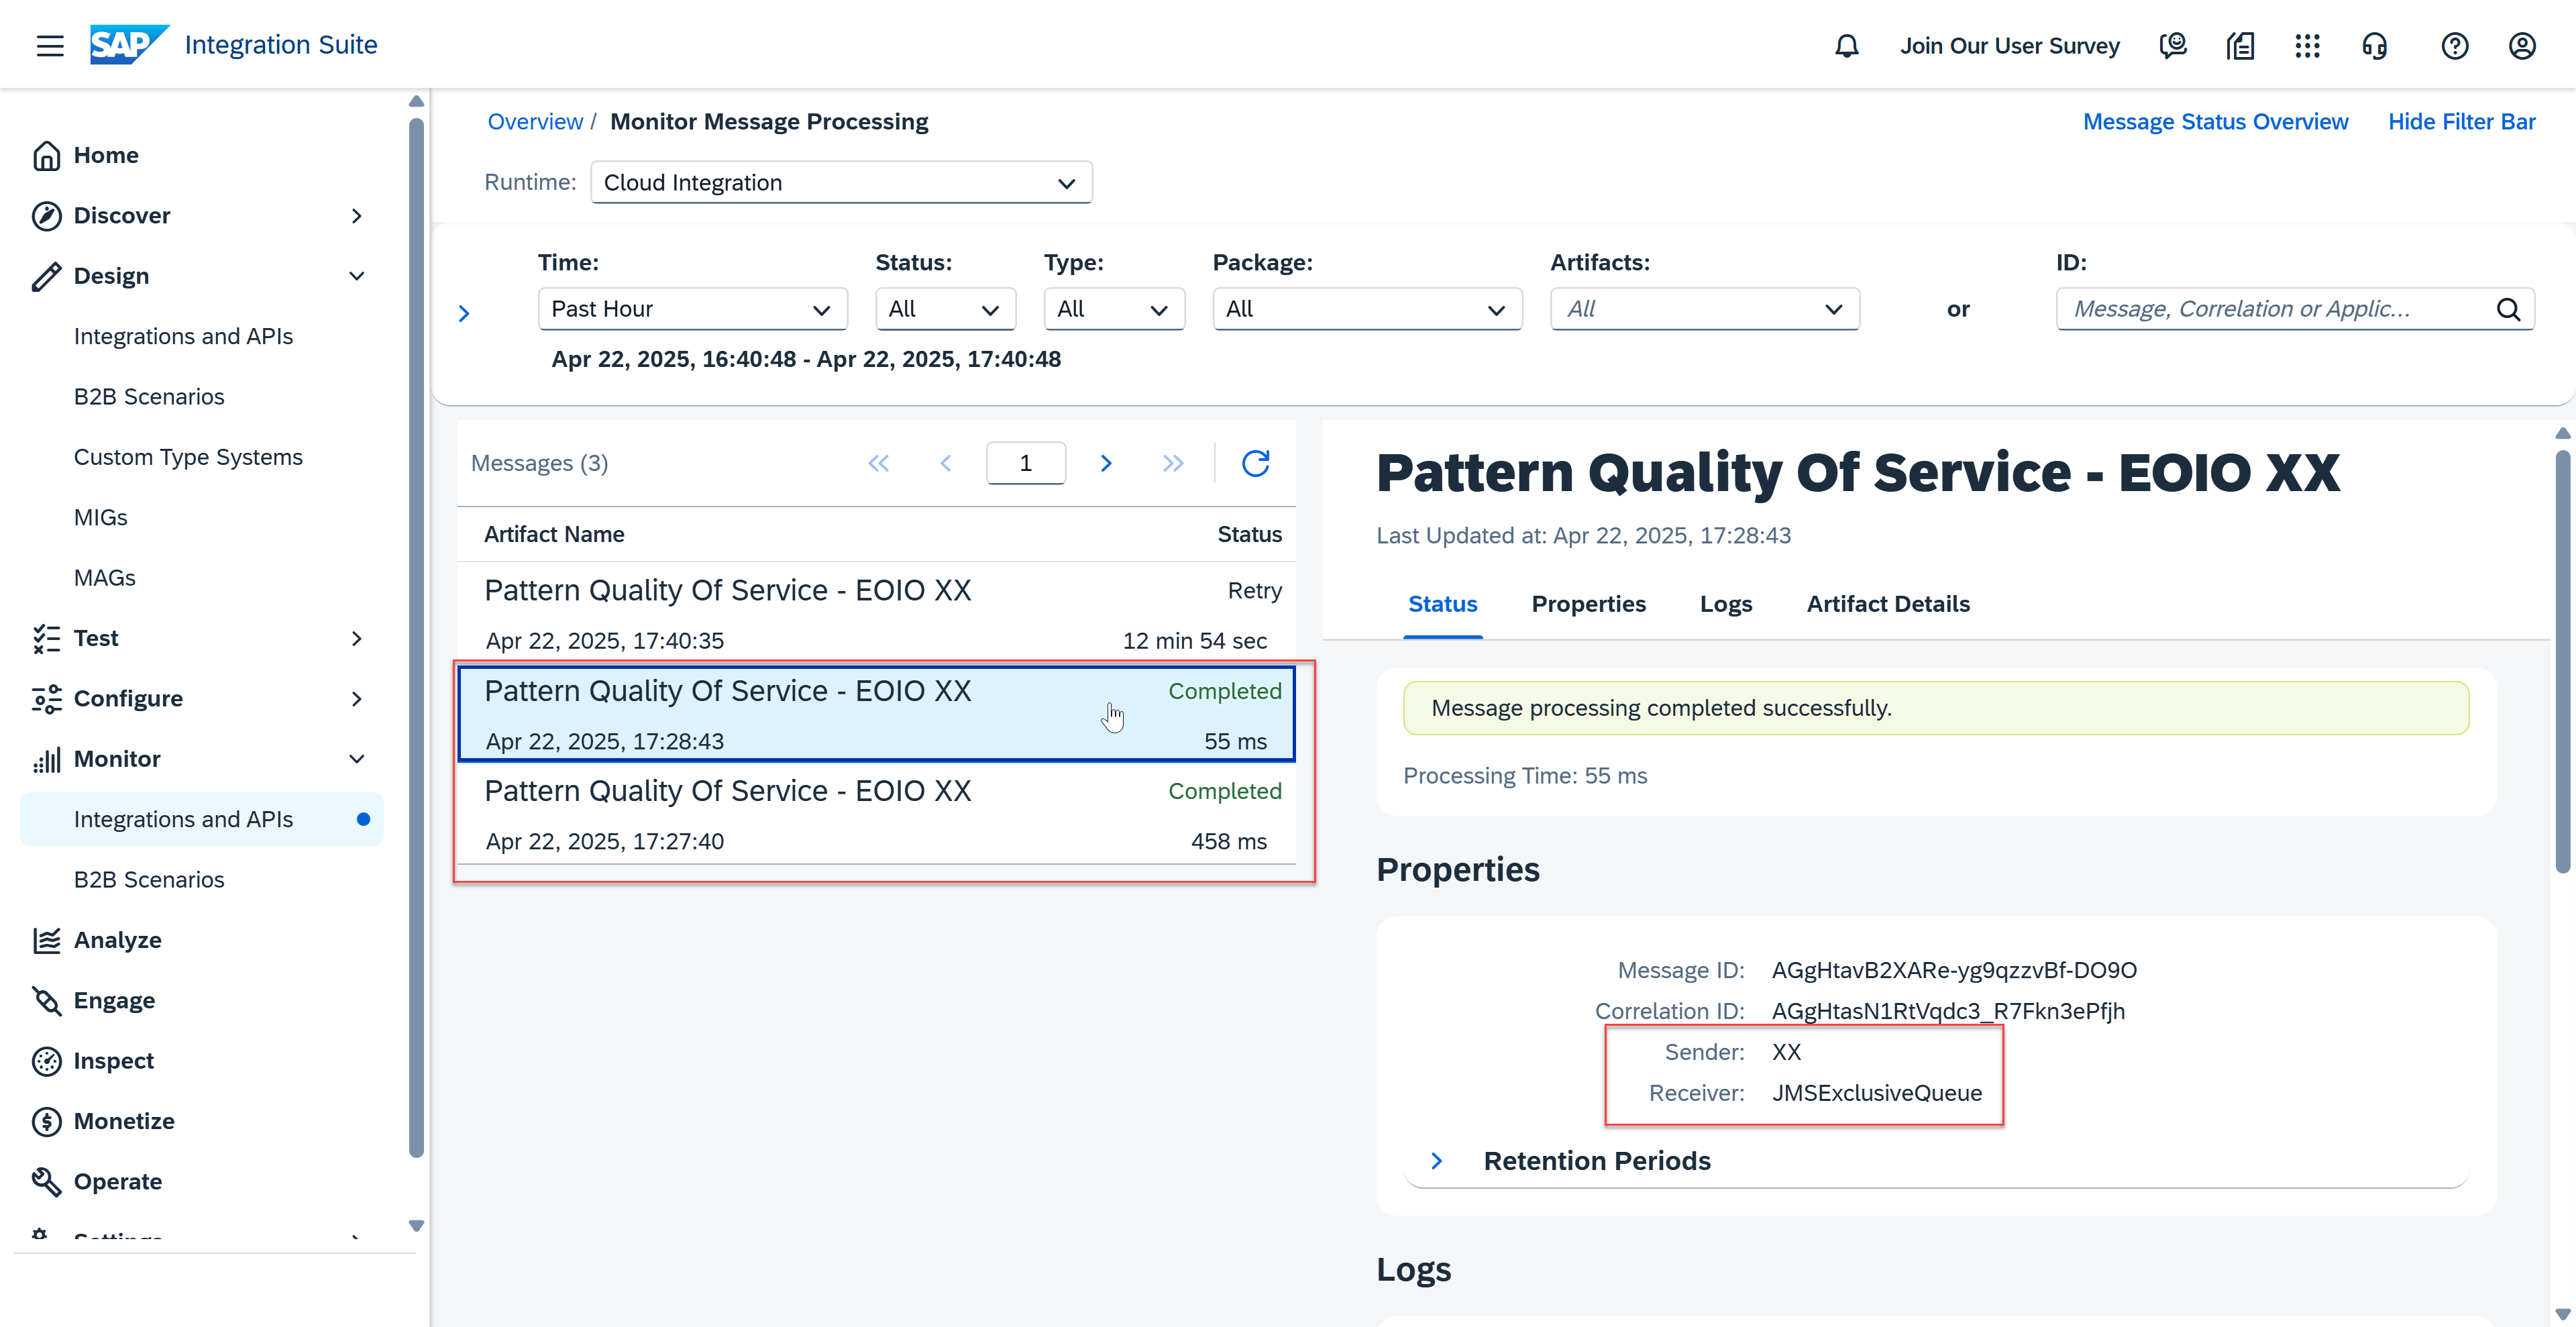 SAP Integration Suite
Join Our User Survey
Home
Discover
Design
Integrations and APIs
B2B Scenarios
Custom Type Systems
MIGs
MAGs
Test
Configure
Monitor
Integrations and APIs
B2B Scenarios
Analyze
Engage
Inspect
Monetize
Operate
Settings
Overview / Monitor Message Processing
Message Status Overview Hide Filter Bar
Runtime: Cloud Integration
Time: Status: Type: Package: Artifacts: ID:
Past Hour All All All All or Message, Correlation or Applic...
Apr 22, 2025, 16:40:48 - Apr 22, 2025, 17:40:48
Messages (3) 1
Artifact Name Status
Pattern Quality Of Service - EOIO XX Retry
Apr 22, 2025, 17:40:35 12 min 54 sec
Pattern Quality Of Service - EOIO XX Completed
Apr 22, 2025, 17:28:43 55 ms
Pattern Quality Of Service - EOIO XX Completed
Apr 22, 2025, 17:27:40 458 ms
Pattern Quality Of Service - EOIO XX
Last Updated at: Apr 22, 2025, 17:28:43
Status Properties Logs Artifact Details
Message processing completed successfully.
Processing Time: 55 ms
Properties
Message ID: AGgHtavB2XARe-yg9qzzvBf-DO9O
Correlation ID: AGgHtasN1RtVqdc3_R7Fkn3ePfjh
Sender: XX
Receiver: JMSExclusiveQueue
Retention Periods
Logs